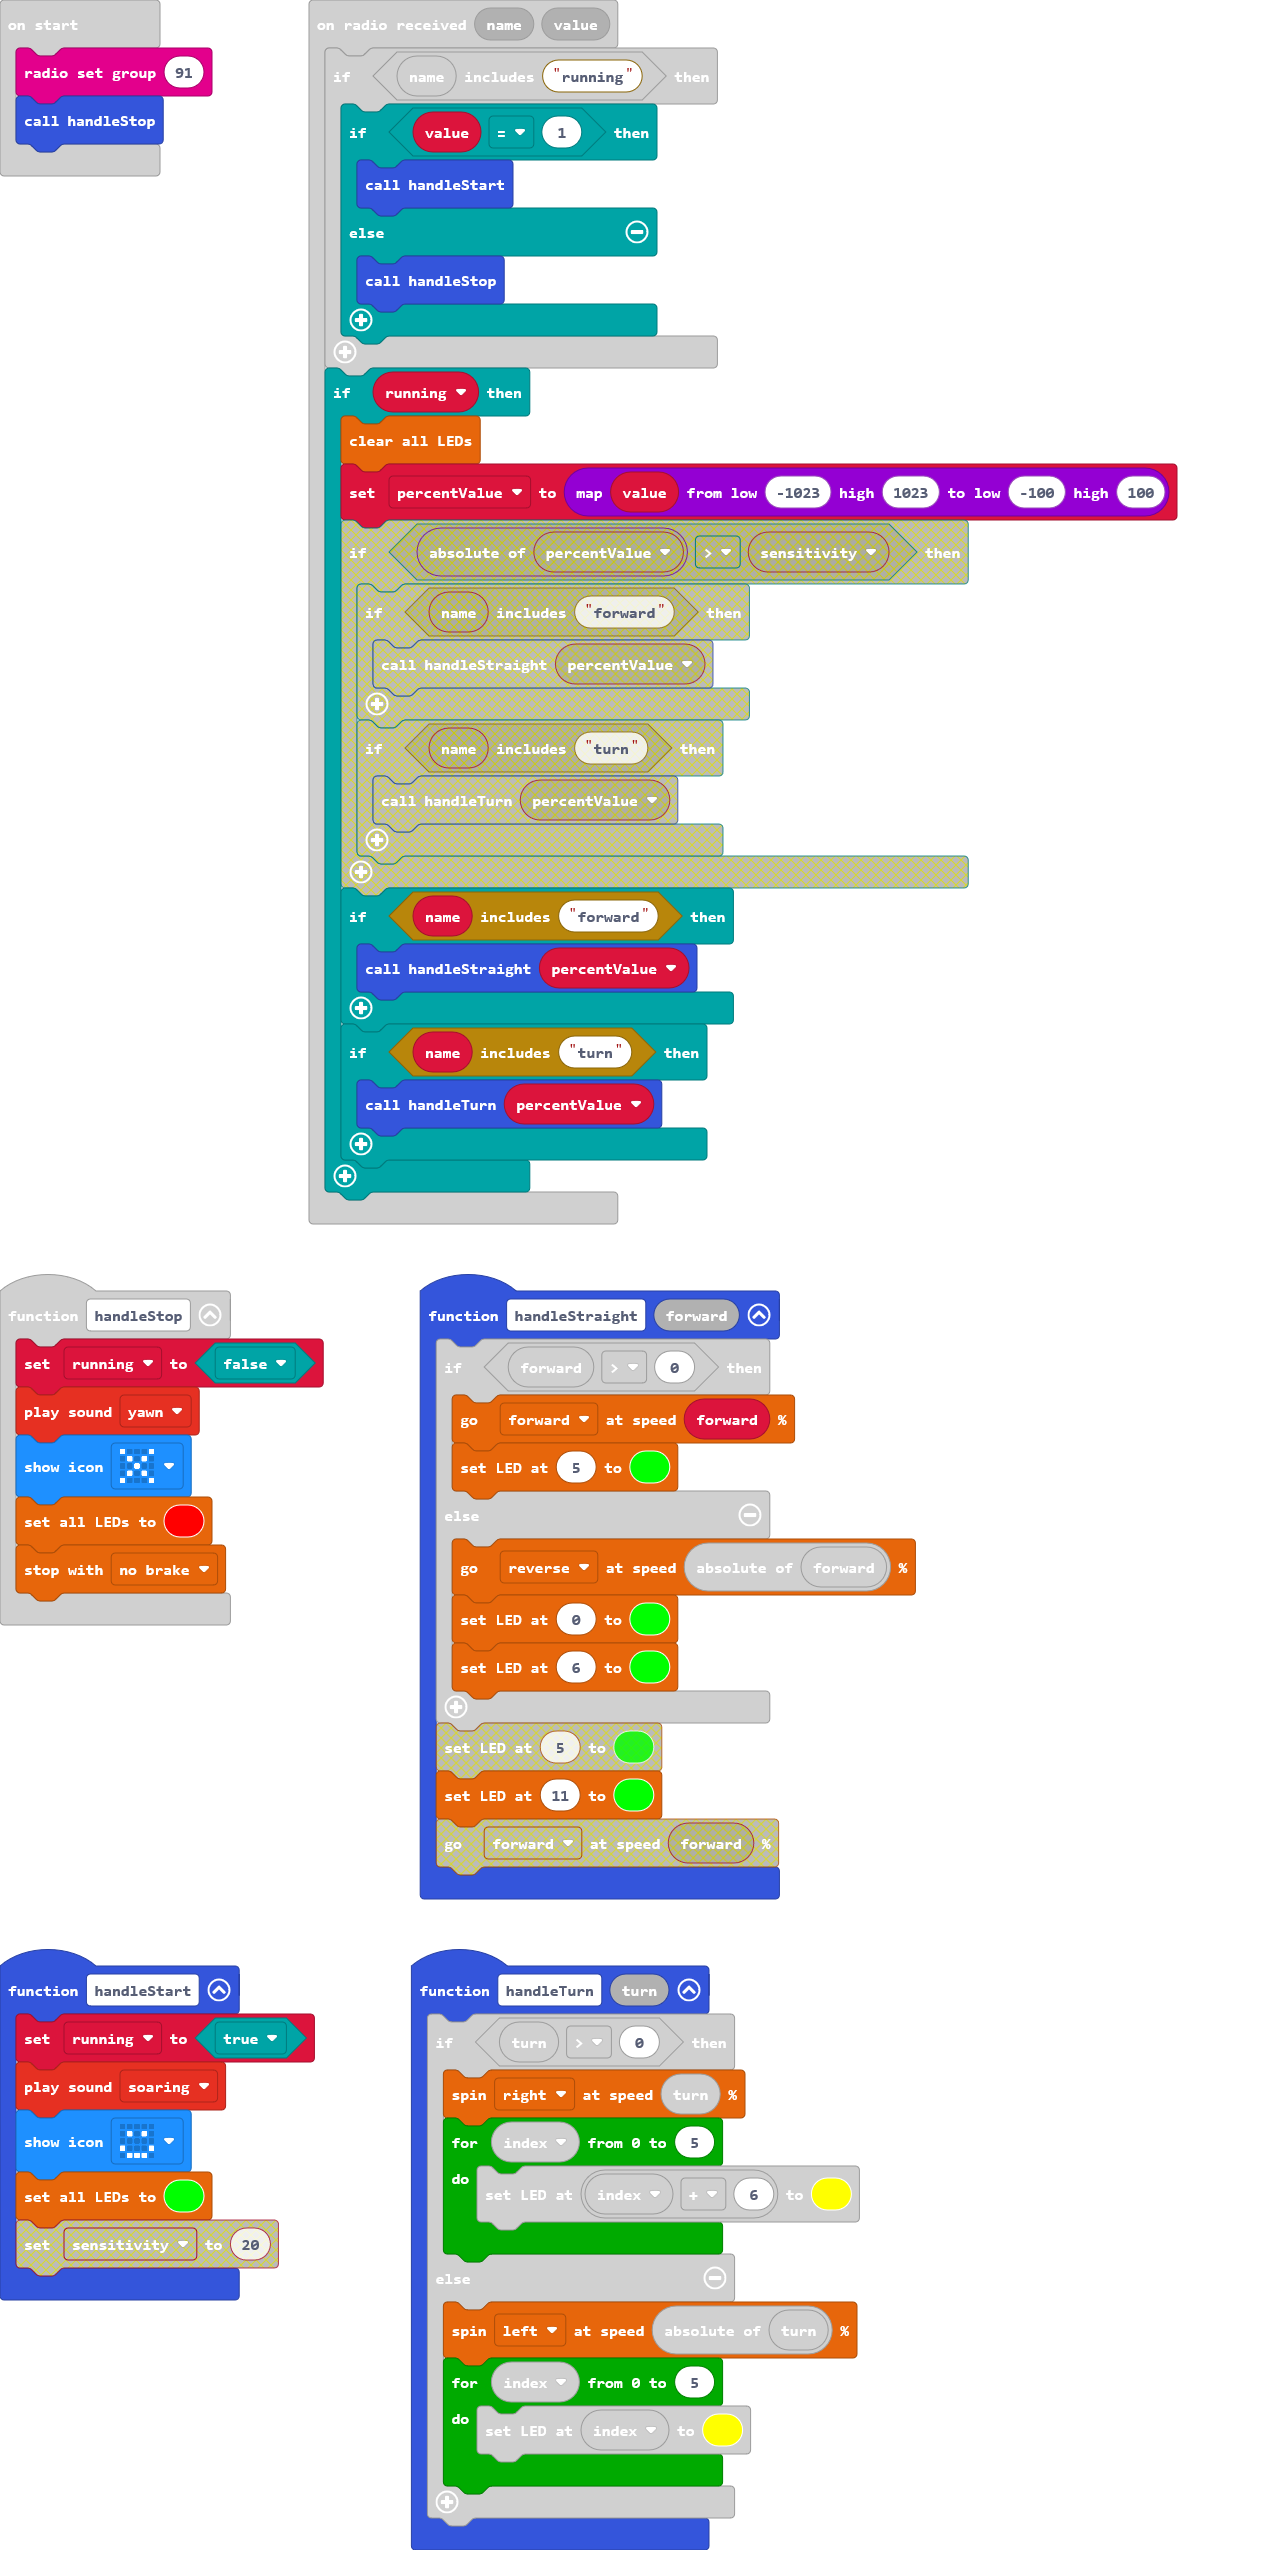 on start
radio set group 91
call handleStop
on radio received name value
if name includes "running" then
if value = 1 then
call handleStart
else
call handleStop
if running then
clear all LEDs
set percentValue to map value from low -1023 high 1023 to low -100 high 100
if absolute of percentValue > sensitivity then
if name includes "forward" then
call handleStraight percentValue
if name includes "turn" then
call handleTurn percentValue
if name includes "forward" then
call handleStraight percentValue
if name includes "turn" then
call handleTurn percentValue
function handleStop
set running to false
play sound yawn
show icon
set all LEDs to
stop with no brake
function handleStraight forward
if forward > 0 then
go forward at speed forward %
set LED at 5 to
else
go reverse at speed absolute of forward %
set LED at 0 to
set LED at 6 to
set LED at 5 to
set LED at 11 to
go forward at speed forward %
function handleStart
set running to true
play sound soaring
show icon
set all LEDs to
set sensitivity to 20
function handleTurn turn
if turn > 0 then
spin right at speed turn %
for index from 0 to 5
do
set LED at index + 6 to
else
spin left at speed absolute of turn %
for index from 0 to 5
do
set LED at index to